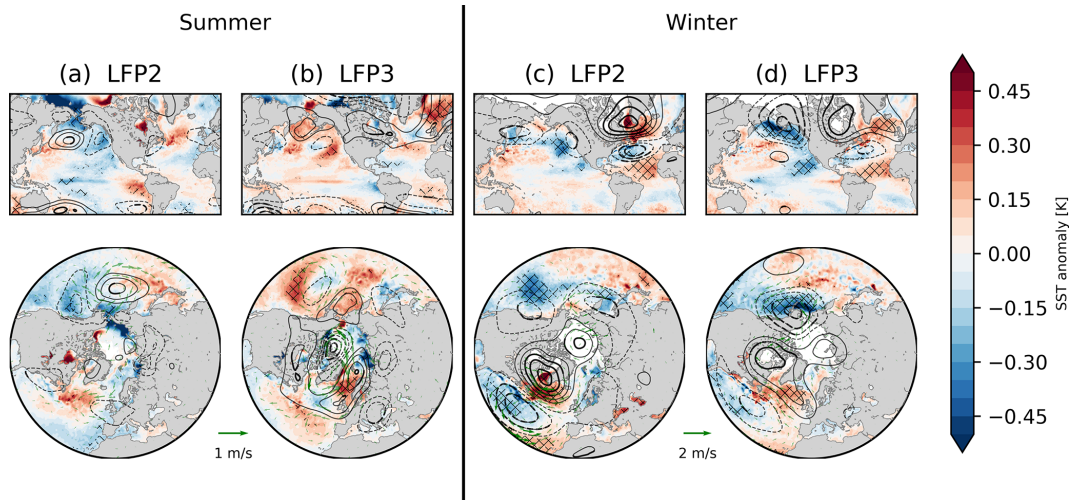 Summer
Winter
(a) LFP2
(b) LFP3
(c) LFP2
(d) LFP3
0.45
0.30
0.15
0.00
−0.15
−0.30
−0.45
SST anomaly [K]
1 m/s
2 m/s